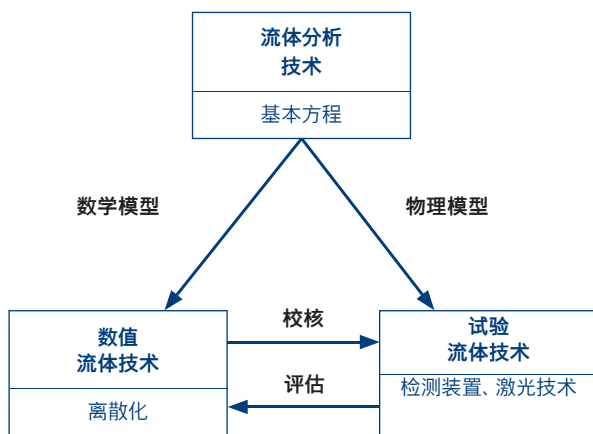 流体分析
技术
基本方程
数学模型
物理模型
数值
流体技术
离散化
校核
评估
试验
流体技术
检测装置、激光技术